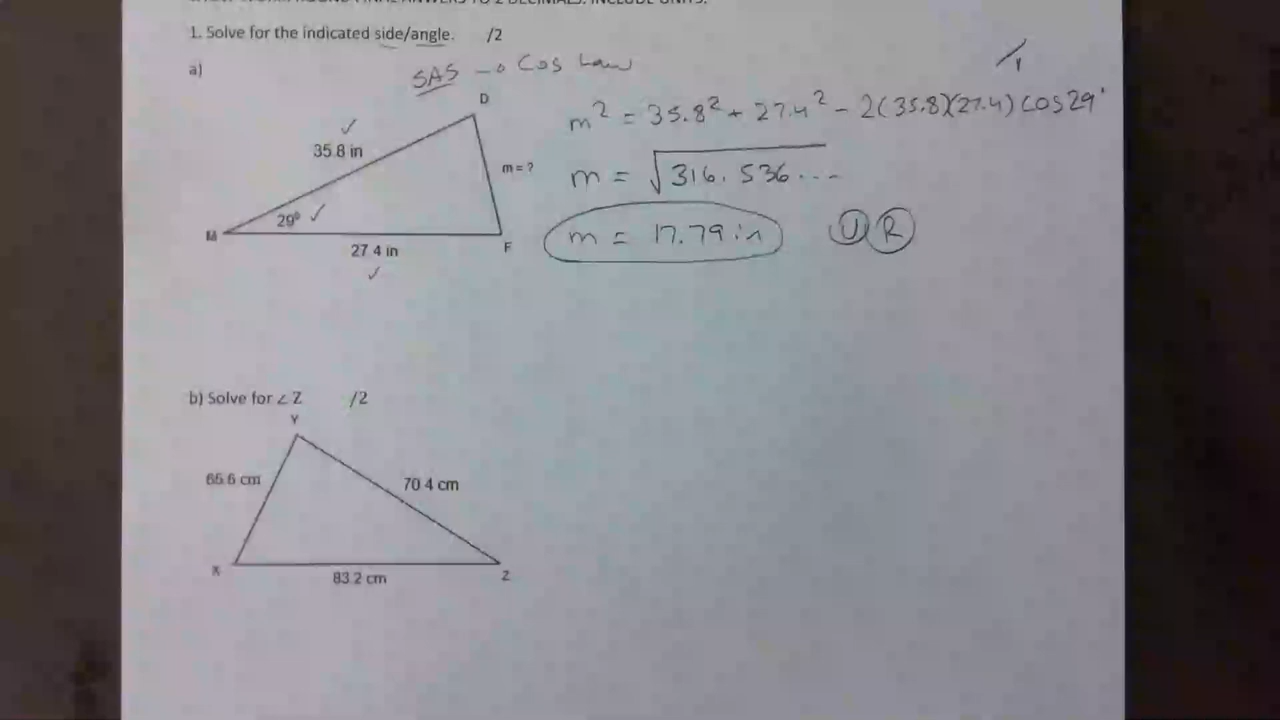 1. Solve for the indicated side/angle. /2
a)
SAS → Cos Law
D
35.8 in
m = ?
29°
M
27.4 in
F
m² = 35.8² + 27.4² − 2(35.8)(27.4) cos29°
m = √316.536...
m = 17.79 in
U R
b) Solve for ∠ Z /2
Y
65.6 cm
70.4 cm
X
83.2 cm
Z